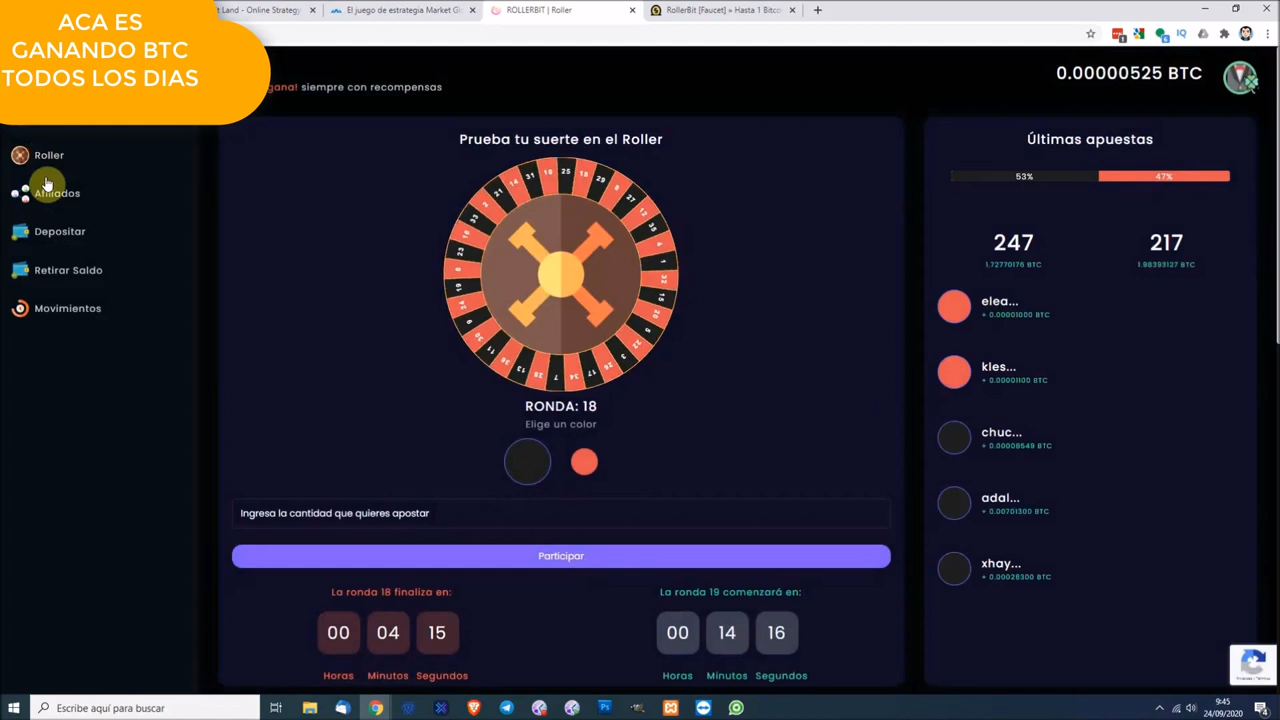 ACA ES
GANANDO BTC
TODOS LOS DIAS
t Land - Online Strategy
El juego de estrategia Market Gl
ROLLERBIT | Roller
RollerBit [Faucet] » Hasta 1 Bitco
gana! siempre con recompensas
0.00000525 BTC
Roller
Afiliados
Depositar
Retirar Saldo
Movimientos
Prueba tu suerte en el Roller
RONDA: 18
Elige un color
Ingresa la cantidad que quieres apostar
Participar
La ronda 18 finaliza en:
00 04 15
Horas Minutos Segundos
La ronda 19 comenzará en:
00 14 16
Horas Minutos Segundos
Últimas apuestas
53% 47%
247 217
1.72770176 BTC 1.98393127 BTC
elea...
+ 0.00001000 BTC
kles...
+ 0.00001100 BTC
chuc...
+ 0.00008549 BTC
adal...
+ 0.00701300 BTC
xhay...
+ 0.00028300 BTC
Escribe aquí para buscar
9:45
24/09/2020